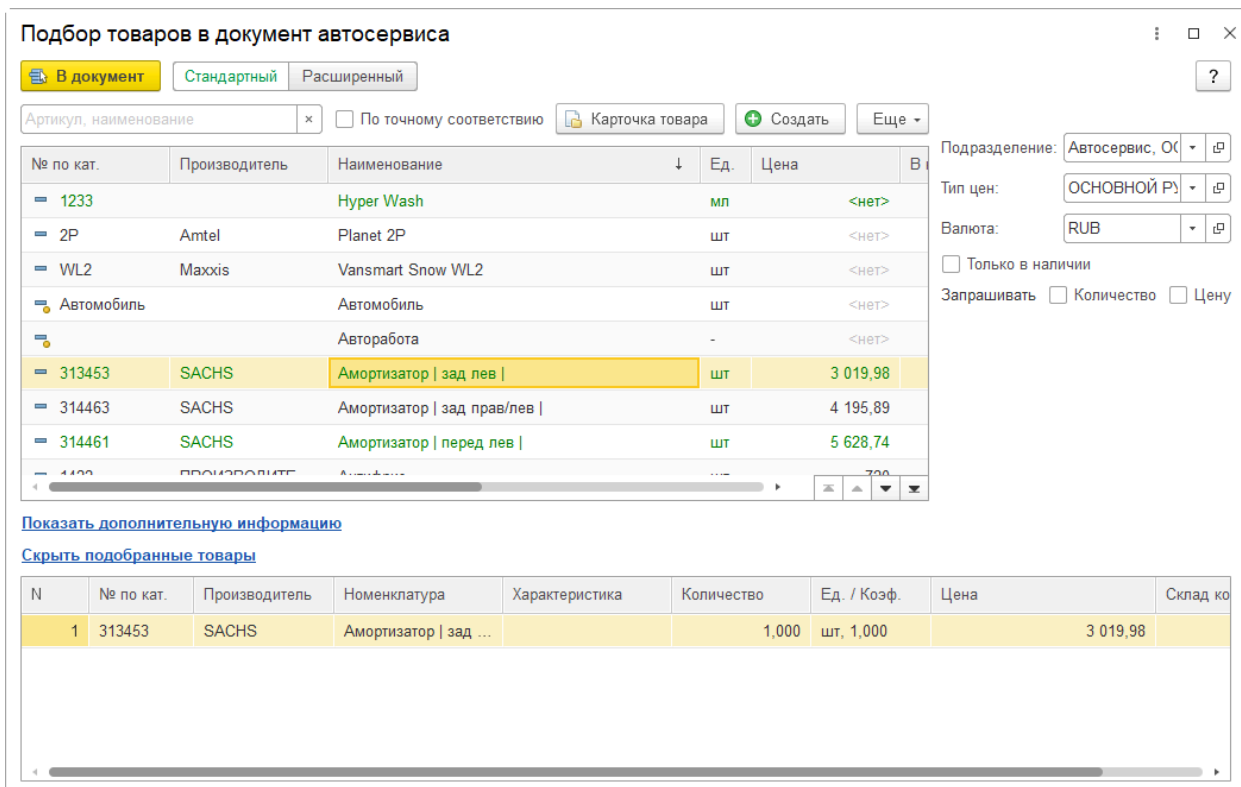 Подбор товаров в документ автосервиса
В документ Стандартный Расширенный ?
Артикул, наименование × По точному соответствию Карточка товара Создать Еще
Подразделение: Автосервис, О
Тип цен: ОСНОВНОЙ Р
Валюта: RUB
Только в наличии
Запрашивать Количество Цену
№ по кат. Производитель Наименование ↓ Ед. Цена В
1233 Hyper Wash мл <нет>
2P Amtel Planet 2P шт <нет>
WL2 Maxxis Vansmart Snow WL2 шт <нет>
Автомобиль Автомобиль шт <нет>
Авторабота - <нет>
313453 SACHS Амортизатор | зад лев | шт 3 019,98
314463 SACHS Амортизатор | зад прав/лев | шт 4 195,89
314461 SACHS Амортизатор | перед лев | шт 5 628,74
Показать дополнительную информацию
Скрыть подобранные товары
N № по кат. Производитель Номенклатура Характеристика Количество Ед. / Коэф. Цена Склад ко
1 313453 SACHS Амортизатор | зад ... 1,000 шт, 1,000 3 019,98